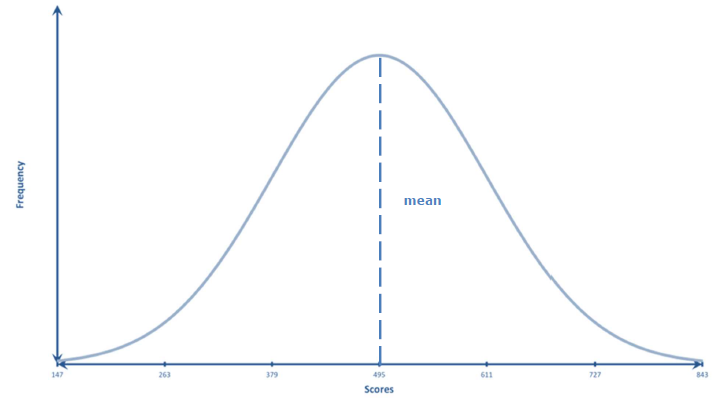 Frequency
mean
147 263 379 495 611 727 843
Scores